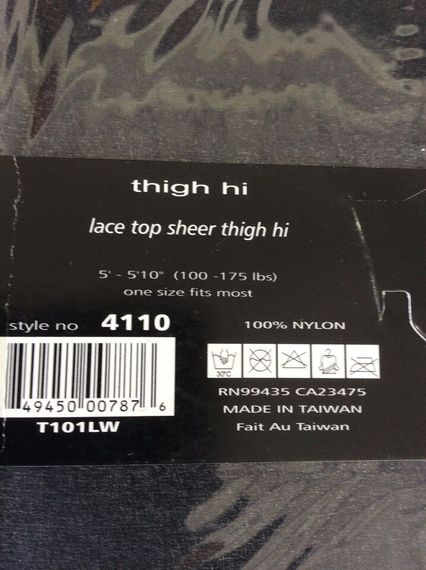 thigh hi
lace top sheer thigh hi
5' - 5'10" (100 -175 lbs)
one size fits most
style no 4110
100% NYLON
30°C
49450 00787 6
T101LW
RN99435 CA23475
MADE IN TAIWAN
Fait Au Taiwan